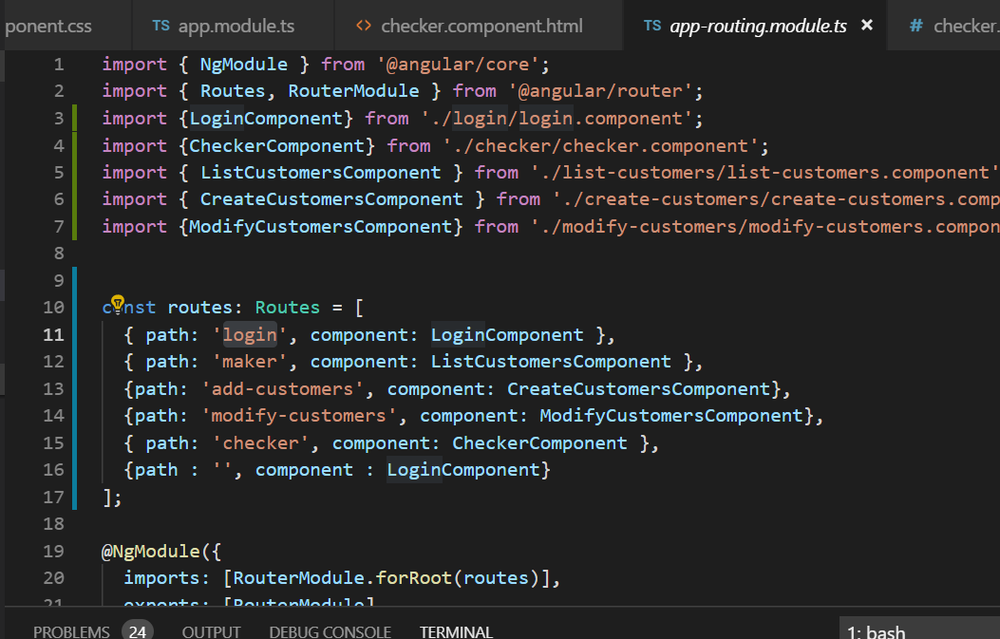 ponent.css TS app.module.ts <> checker.component.html TS app-routing.module.ts × # checker.
1 import { NgModule } from '@angular/core';
2 import { Routes, RouterModule } from '@angular/router';
3 import {LoginComponent} from './login/login.component';
4 import {CheckerComponent} from './checker/checker.component';
5 import { ListCustomersComponent } from './list-customers/list-customers.component'
6 import { CreateCustomersComponent } from './create-customers/create-customers.comp
7 import {ModifyCustomersComponent} from './modify-customers/modify-customers.compon
8
9
10 const routes: Routes = [
11 { path: 'login', component: LoginComponent },
12 { path: 'maker', component: ListCustomersComponent },
13 {path: 'add-customers', component: CreateCustomersComponent},
14 {path: 'modify-customers', component: ModifyCustomersComponent},
15 { path: 'checker', component: CheckerComponent },
16 {path : '', component : LoginComponent}
17 ];
18
19 @NgModule({
20 imports: [RouterModule.forRoot(routes)],
21 exports: [RouterModule]
PROBLEMS 24 OUTPUT DEBUG CONSOLE TERMINAL 1: bash